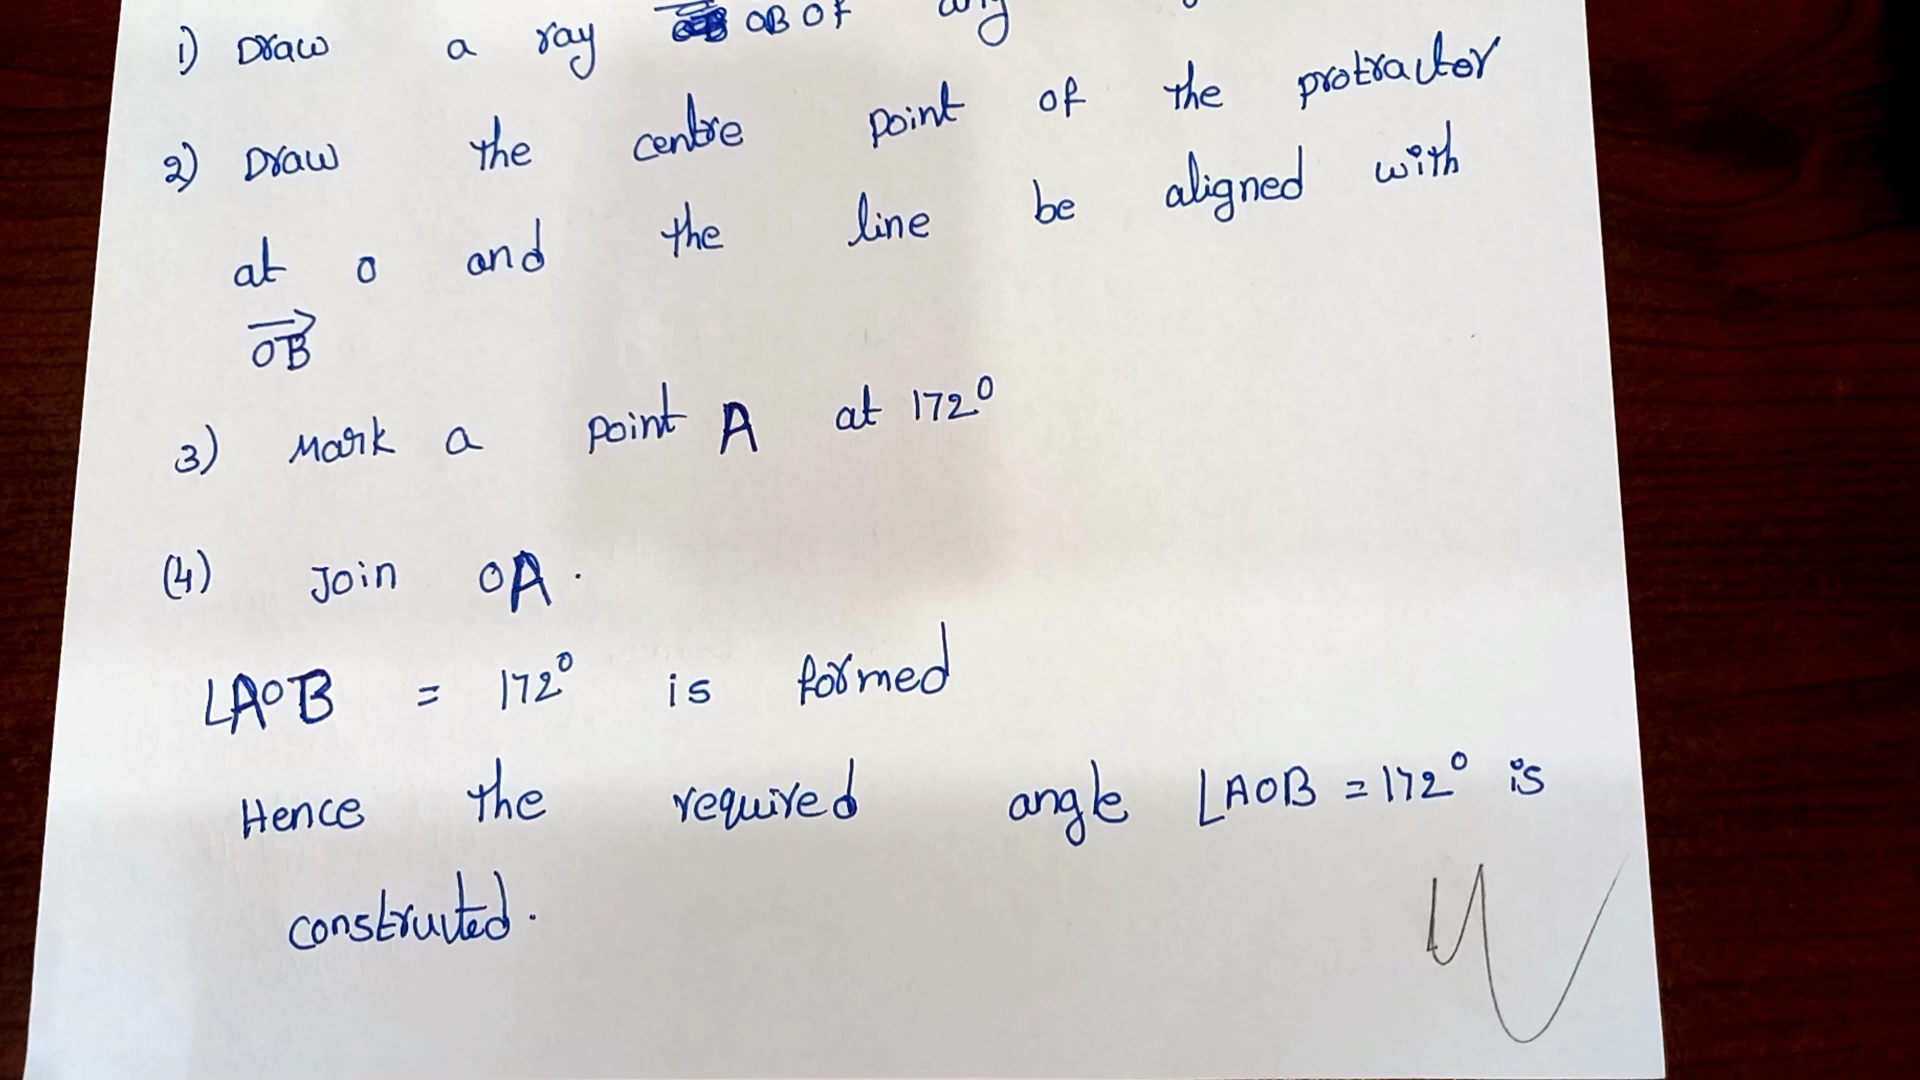 1) Draw a ray OB of any
2) Draw the centre point of the protractor
at O and the line be aligned with
OB
3) Mark a point A at 172°
(4) Join OA.
∠AOB = 172° is formed
Hence the required angle ∠AOB = 172° is
constructed.